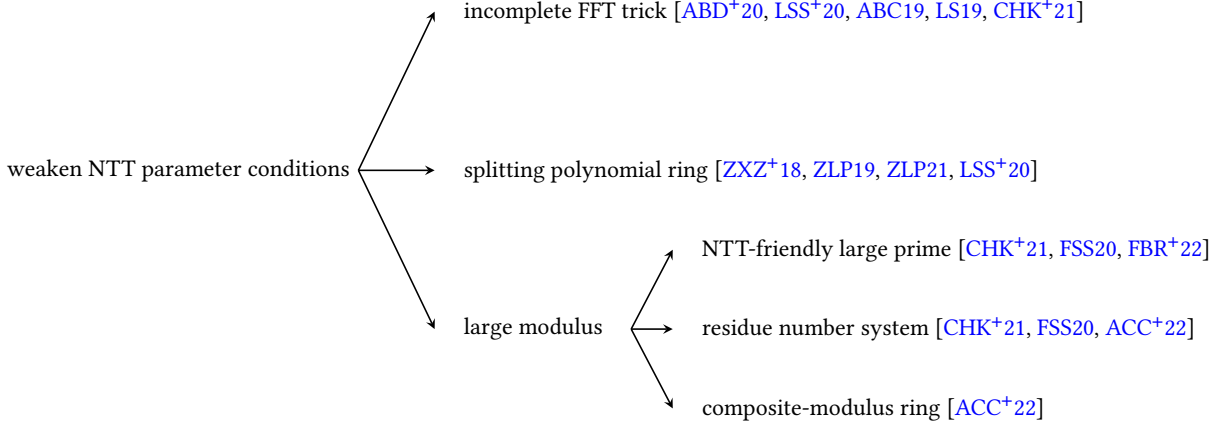 incomplete FFT trick [ABD+20, LSS+20, ABC19, LS19, CHK+21]
weaken NTT parameter conditions
splitting polynomial ring [ZXZ+18, ZLP19, ZLP21, LSS+20]
NTT-friendly large prime [CHK+21, FSS20, FBR+22]
large modulus
residue number system [CHK+21, FSS20, ACC+22]
composite-modulus ring [ACC+22]